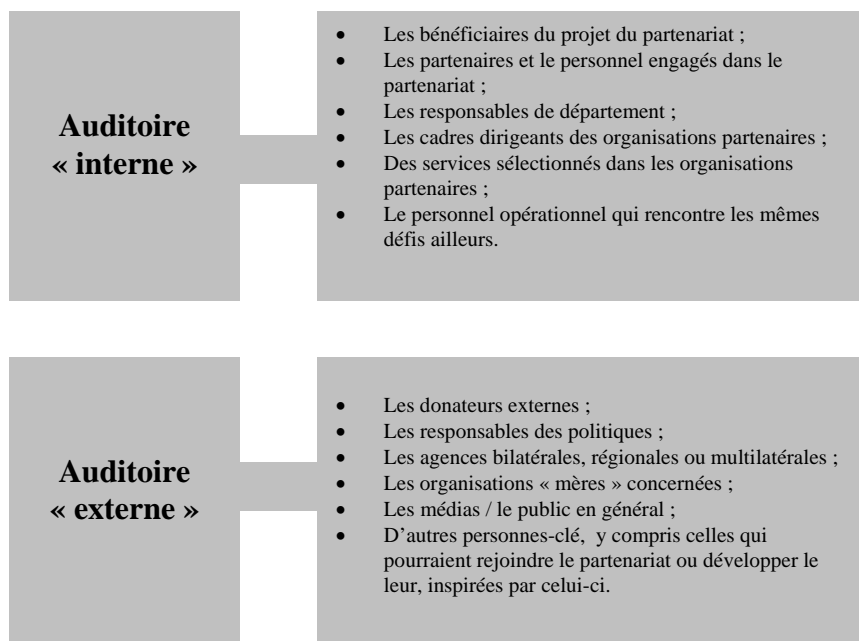 Auditoire
« interne »
• Les bénéficiaires du projet du partenariat ;
• Les partenaires et le personnel engagés dans le
partenariat ;
• Les responsables de département ;
• Les cadres dirigeants des organisations partenaires ;
• Des services sélectionnés dans les organisations
partenaires ;
• Le personnel opérationnel qui rencontre les mêmes
défis ailleurs.
Auditoire
« externe »
• Les donateurs externes ;
• Les responsables des politiques ;
• Les agences bilatérales, régionales ou multilatérales ;
• Les organisations « mères » concernées ;
• Les médias / le public en général ;
• D’autres personnes-clé, y compris celles qui
pourraient rejoindre le partenariat ou développer le
leur, inspirées par celui-ci.